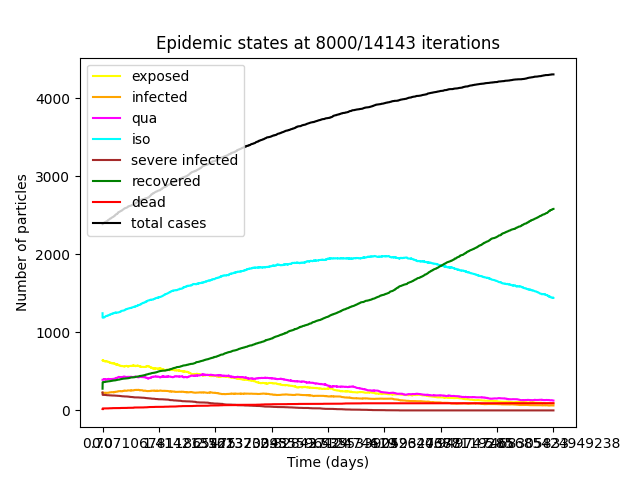 Epidemic states at 8000/14143 iterations
Number of particles
4000
3000
2000
1000
0
exposed
infected
qua
iso
severe infected
recovered
dead
total cases
Time (days)